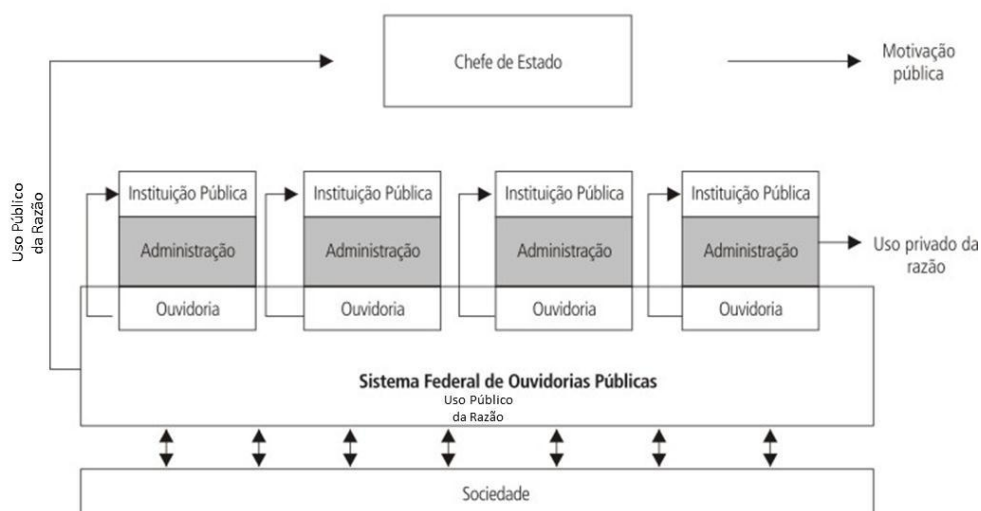 Chefe de Estado
Motivação
pública
Uso Público
da Razão
Instituição Pública
Instituição Pública
Instituição Pública
Instituição Pública
Administração
Administração
Administração
Administração
Uso privado da
razão
Ouvidoria
Ouvidoria
Ouvidoria
Ouvidoria
Sistema Federal de Ouvidorias Públicas
Uso Público
da Razão
Sociedade